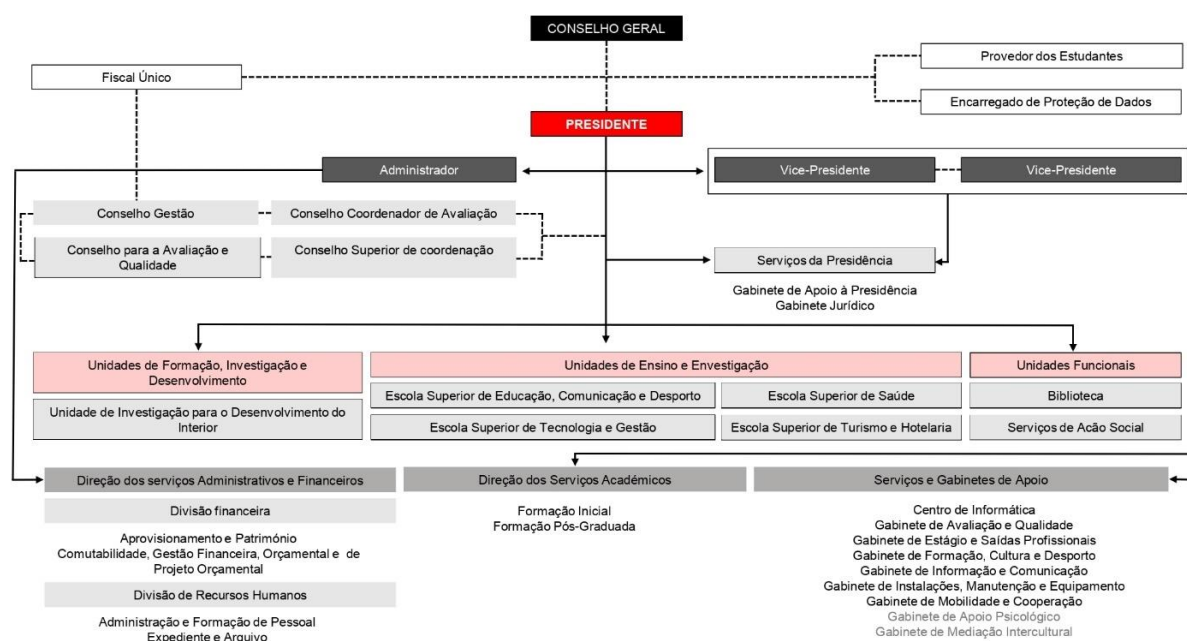 CONSELHO GERAL
Fiscal Único
Provedor dos Estudantes
Encarregado de Proteção de Dados
PRESIDENTE
Administrador
Vice-Presidente
Vice-Presidente
Conselho Gestão
Conselho Coordenador de Avaliação
Conselho para a Avaliação e
Qualidade
Conselho Superior de coordenação
Serviços da Presidência
Gabinete de Apoio à Presidência
Gabinete Jurídico
Unidades de Formação, Investigação e
Desenvolvimento
Unidade de Investigação para o Desenvolvimento do
Interior
Unidades de Ensino e Envestigação
Escola Superior de Educação, Comunicação e Desporto
Escola Superior de Saúde
Escola Superior de Tecnologia e Gestão
Escola Superior de Turismo e Hotelaria
Unidades Funcionais
Biblioteca
Serviços de Acão Social
Direção dos serviços Administrativos e Financeiros
Divisão financeira
Aprovisionamento e Património
Comutabilidade, Gestão Financeira, Orçamental e de
Projeto Orçamental
Divisão de Recursos Humanos
Administração e Formação de Pessoal
Expediente e Arquivo
Direção dos Serviços Académicos
Formação Inicial
Formação Pós-Graduada
Serviços e Gabinetes de Apoio
Centro de Informática
Gabinete de Avaliação e Qualidade
Gabinete de Estágio e Saídas Profissionais
Gabinete de Formação, Cultura e Desporto
Gabinete de Informação e Comunicação
Gabinete de Instalações, Manutenção e Equipamento
Gabinete de Mobilidade e Cooperação
Gabinete de Apoio Psicológico
Gabinete de Mediação Intercultural